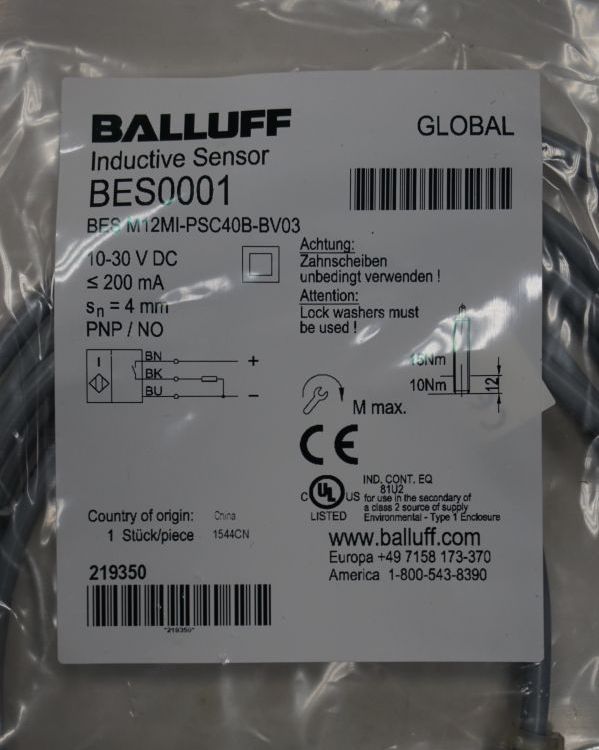 BALLUFF
GLOBAL
Inductive Sensor
BES0001
BES M12MI-PSC40B-BV03
10-30 V DC
≤ 200 mA
sn = 4 mm
PNP / NO
Achtung:
Zahnscheiben
unbedingt verwenden !
Attention:
Lock washers must
be used !
I
BN
+
BK
BU
−
15Nm
10Nm
12
M max.
CE
C UL US
LISTED
IND. CONT. EQ
81U2
for use in the secondary of
a class 2 source of supply
Environmental - Type 1 Enclosure
Country of origin: China
1 Stück/piece 1544CN
www.balluff.com
Europa +49 7158 173-370
America 1-800-543-8390
219350
*219350*